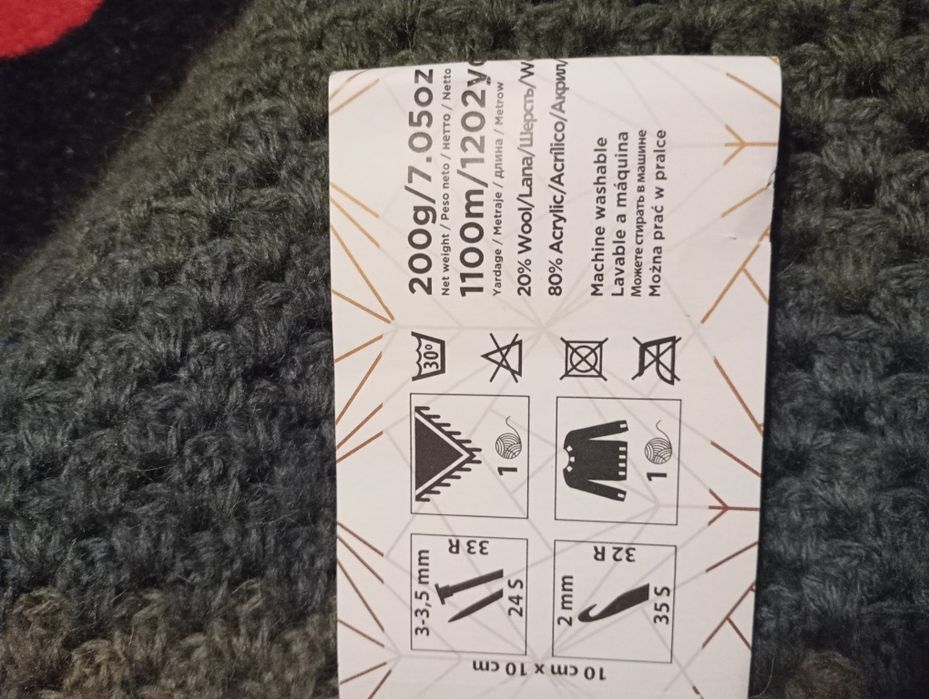 200g/7.05oz
Net weight / Peso neto / Нетто / Netto
1100m/1202y
Yardage / Metraje / Длина / Metrow
20% Wool/Lana/Шерсть/W
80% Acrylic/Acrílico/Акрил/
Machine washable
Lavable a máquina
Можете стирать в машине
Można prać w pralce
30°
1
1
3-3,5 mm
33 R
24 S
2 mm
32 R
35 S
10 cm x 10 cm